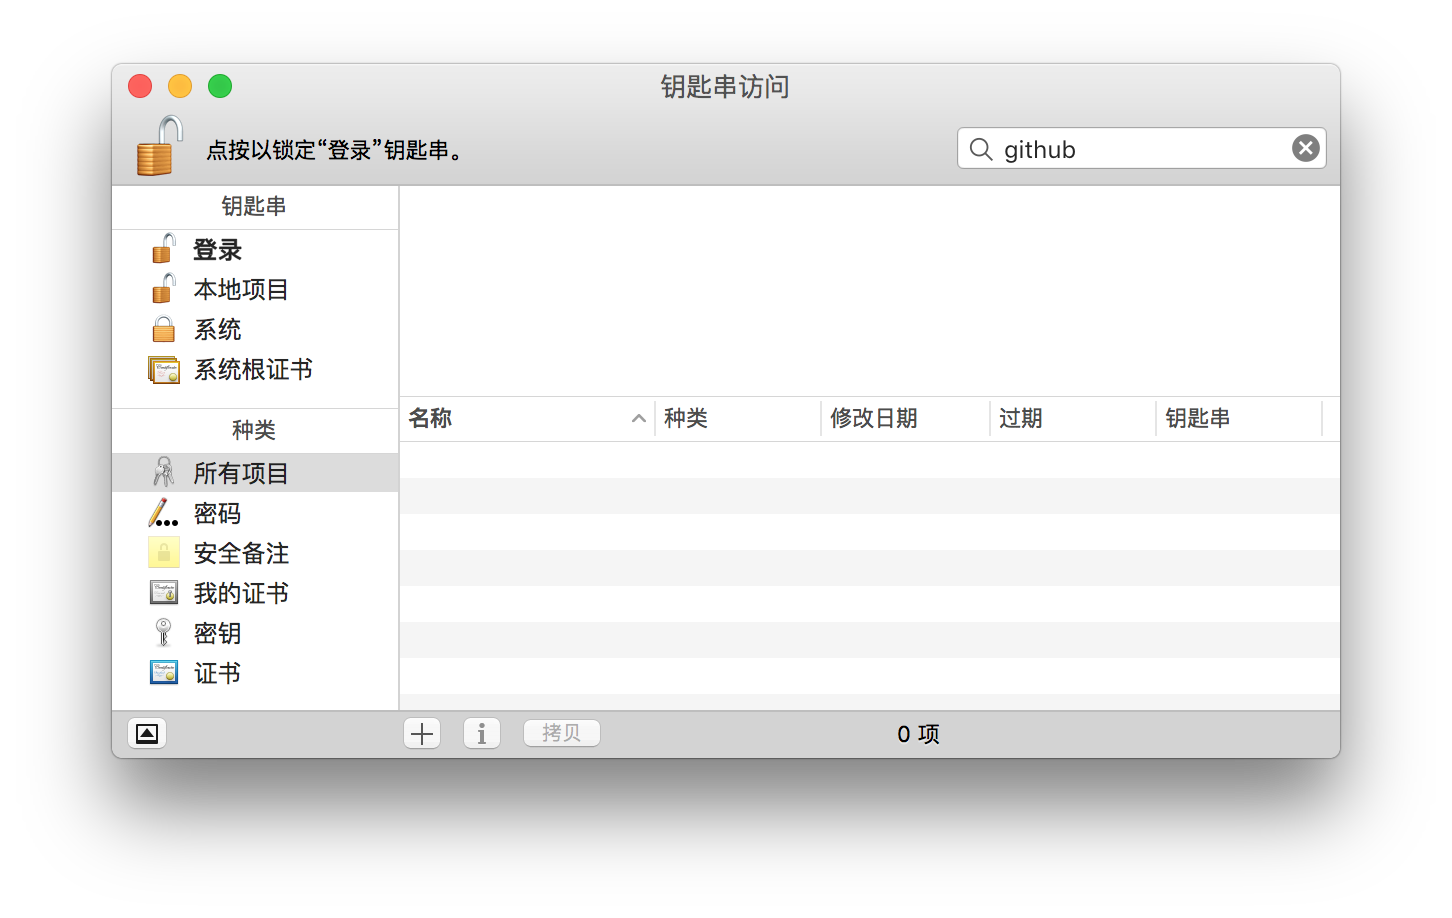 钥匙串访问
点按以锁定“登录”钥匙串。
github
钥匙串
登录
本地项目
系统
系统根证书
种类
所有项目
密码
安全备注
我的证书
密钥
证书
名称 种类 修改日期 过期 钥匙串
拷贝
0 项